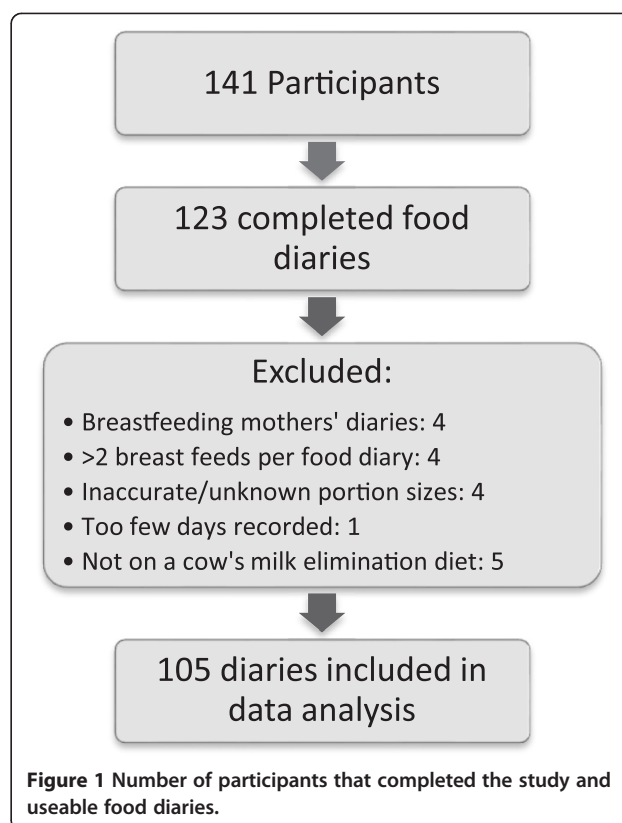 141 Participants
123 completed food
diaries
Excluded:
• Breastfeeding mothers' diaries: 4
• >2 breast feeds per food diary: 4
• Inaccurate/unknown portion sizes: 4
• Too few days recorded: 1
• Not on a cow's milk elimination diet: 5
105 diaries included in
data analysis
Figure 1 Number of participants that completed the study and
useable food diaries.